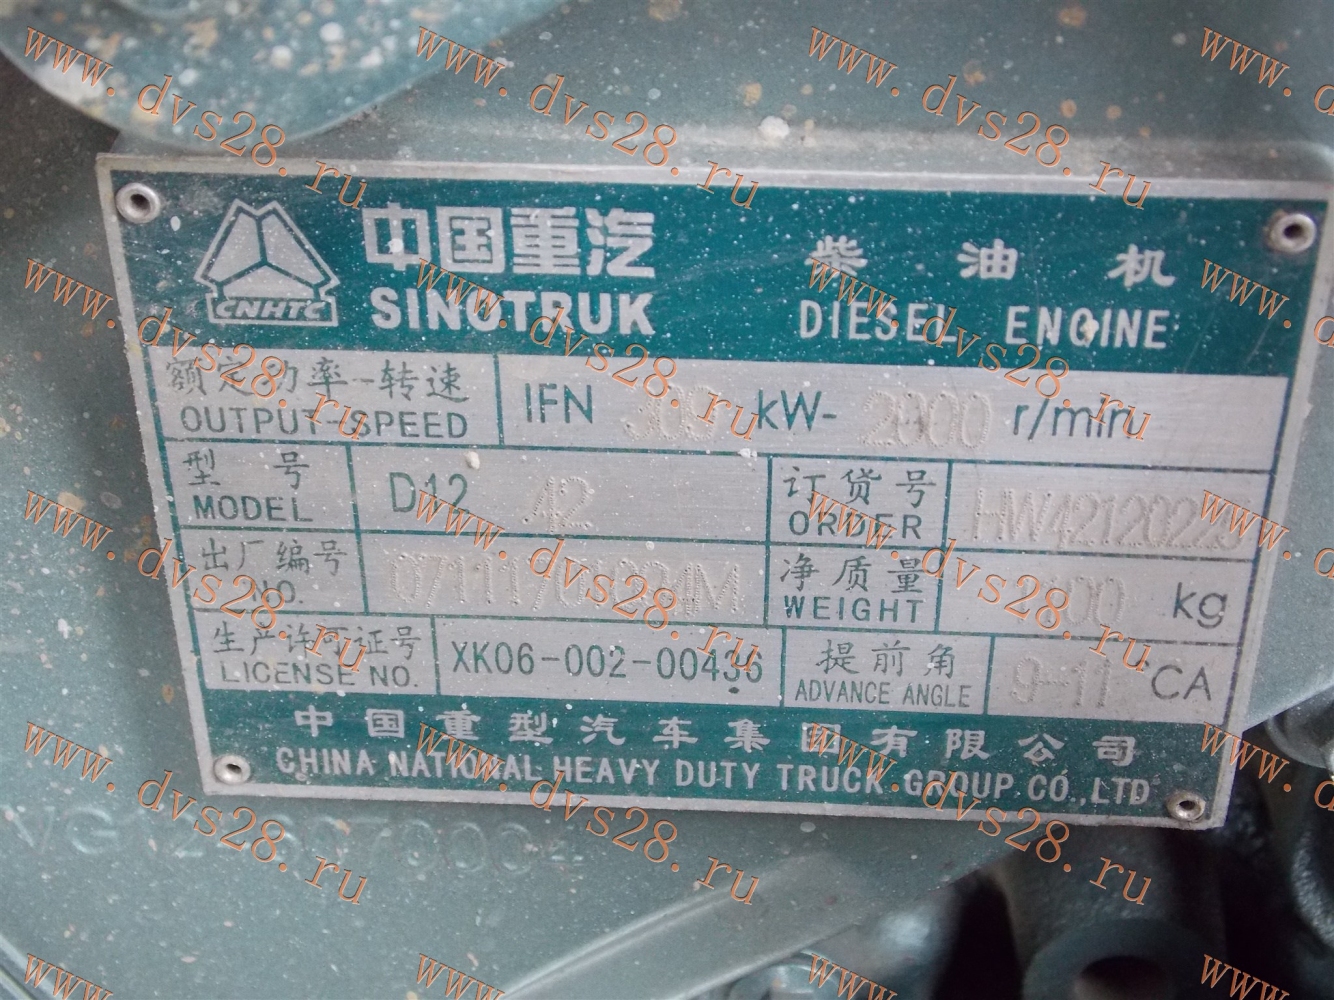 中国重汽
CNHTC
SINOTRUK
柴油机
DIESEL ENGINE
额定功率-转速
OUTPUT-SPEED
IFN 309 kW- 2000 r/min
型号
MODEL
D12 42
订货号
ORDER
出厂编号
NO.
净质量
WEIGHT
kg
生产许可证号
LICENSE NO.
XK06-002-00436
提前角
ADVANCE ANGLE
9-11 °CA
中国重型汽车集团有限公司
CHINA NATIONAL HEAVY DUTY TRUCK GROUP CO.,LTD
www.dvs28.ru